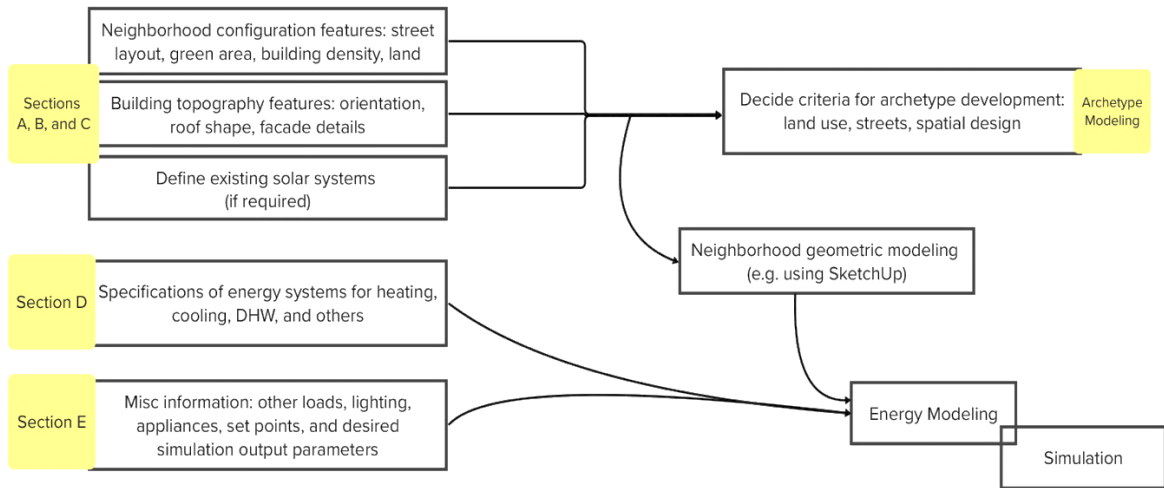 Neighborhood configuration features: street
layout, green area, building density, land
Sections
A, B, and C
Building topography features: orientation,
roof shape, facade details
Define existing solar systems
(if required)
Decide criteria for archetype development:
land use, streets, spatial design
Archetype
Modeling
Neighborhood geometric modeling
(e.g. using SketchUp)
Section D
Specifications of energy systems for heating,
cooling, DHW, and others
Section E
Misc information: other loads, lighting,
appliances, set points, and desired
simulation output parameters
Energy Modeling
Simulation